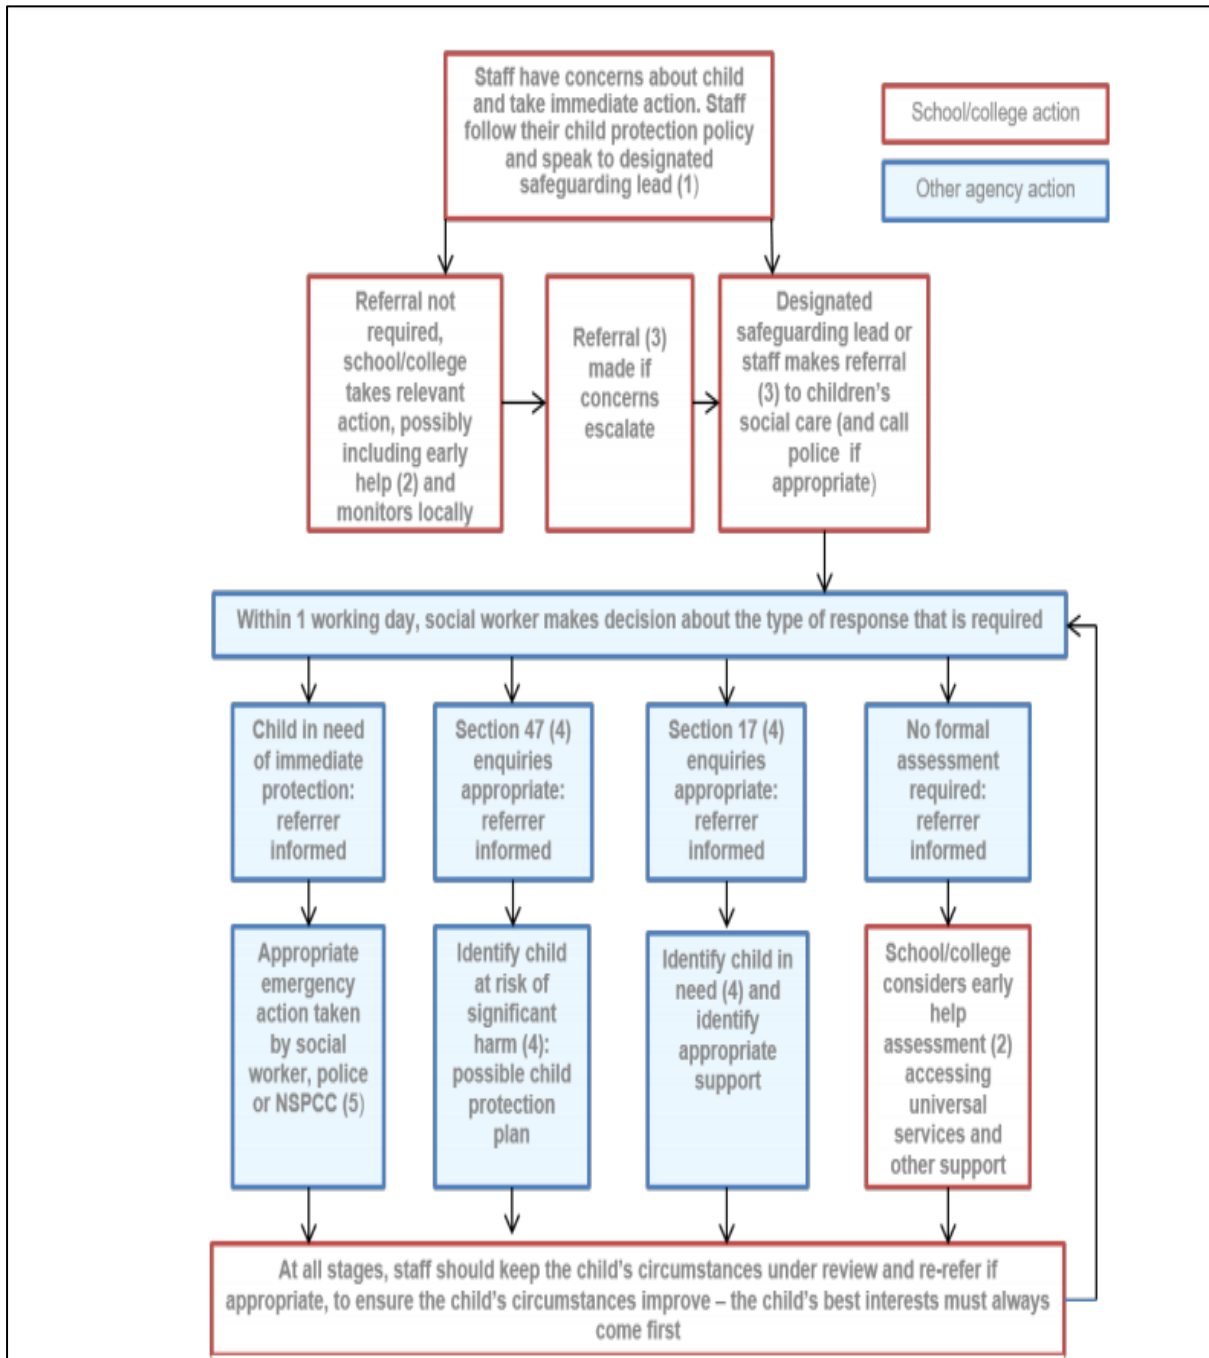 Staff have concerns about child
and take immediate action. Staff
follow their child protection policy
and speak to designated
safeguarding lead (1)
School/college action
Other agency action
Referral not
required,
school/college
takes relevant
action, possibly
including early
help (2) and
monitors locally
Referral (3)
made if
concerns
escalate
Designated
safeguarding lead or
staff makes referral
(3) to children’s
social care (and call
police if
appropriate)
Within 1 working day, social worker makes decision about the type of response that is required
Child in need
of immediate
protection:
referrer
informed
Section 47 (4)
enquiries
appropriate:
referrer
informed
Section 17 (4)
enquiries
appropriate:
referrer
informed
No formal
assessment
required:
referrer
informed
Appropriate
emergency
action taken
by social
worker, police
or NSPCC (5)
Identify child
at risk of
significant
harm (4):
possible child
protection
plan
Identify child in
need (4) and
identify
appropriate
support
School/college
considers early
help
assessment (2)
accessing
universal
services and
other support
At all stages, staff should keep the child’s circumstances under review and re-refer if
appropriate, to ensure the child’s circumstances improve – the child’s best interests must always
come first